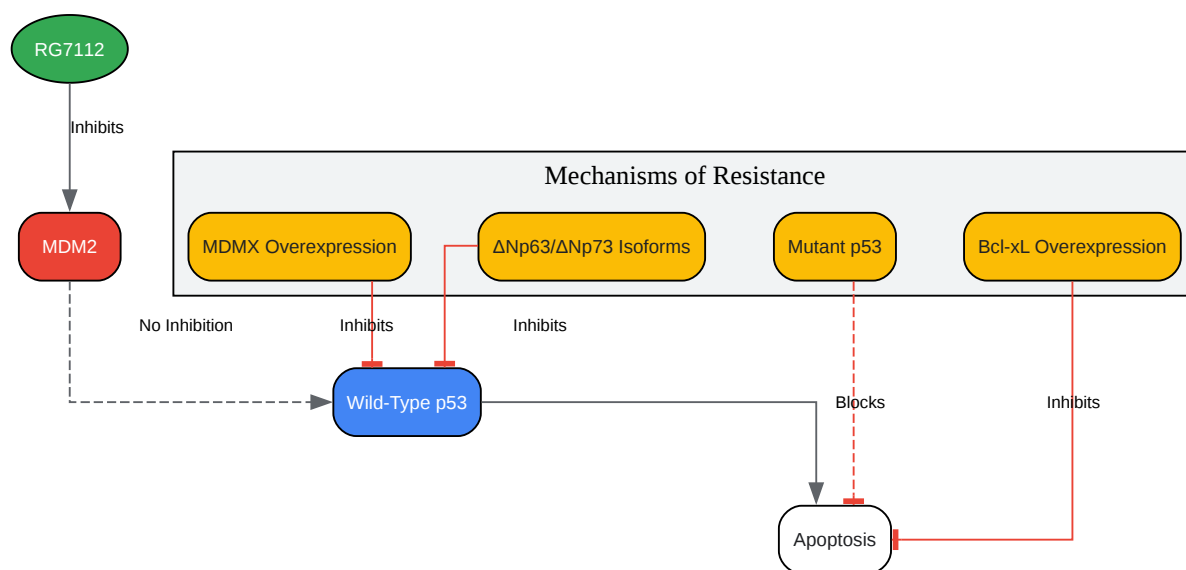 RG7112
Inhibits
Mechanisms of Resistance
MDM2
MDMX Overexpression
ΔNp63/ΔNp73 Isoforms
Mutant p53
Bcl-xL Overexpression
No Inhibition
Inhibits
Inhibits
Wild-Type p53
Blocks
Inhibits
Apoptosis